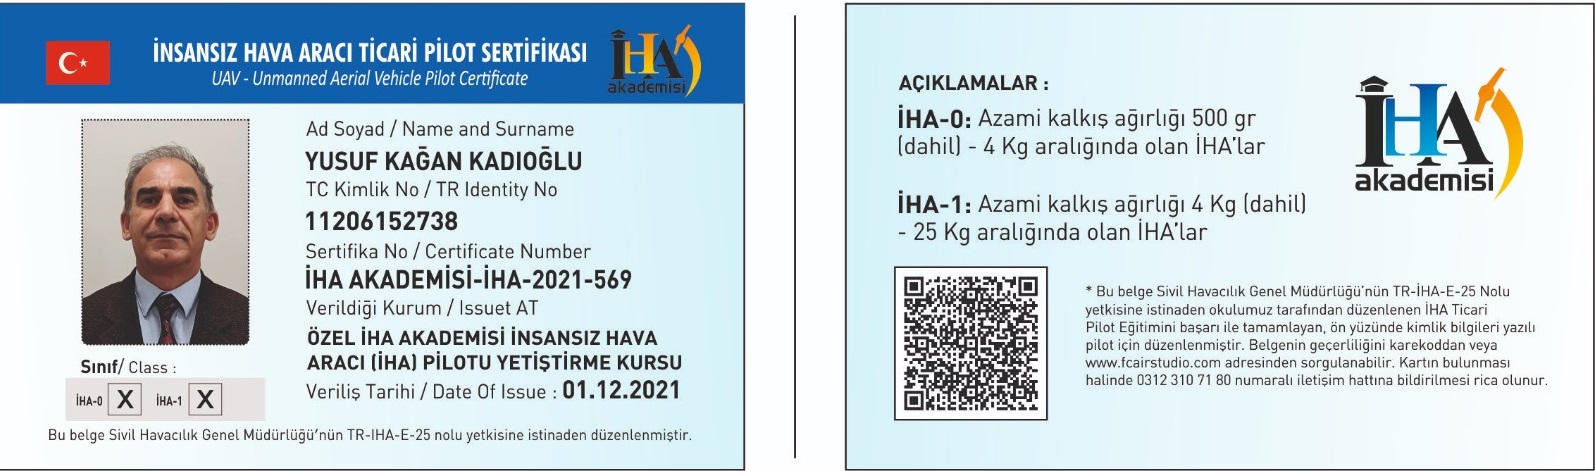 İNSANSIZ HAVA ARACI TİCARİ PİLOT SERTİFİKASI
UAV - Unmanned Aerial Vehicle Pilot Certificate
İHA
akademisi
Ad Soyad / Name and Surname
YUSUF KAĞAN KADIOĞLU
TC Kimlik No / TR Identity No
11206152738
Sertifika No / Certificate Number
İHA AKADEMİSİ-İHA-2021-569
Verildiği Kurum / Issuet AT
ÖZEL İHA AKADEMİSİ İNSANSIZ HAVA
ARACI (İHA) PİLOTU YETİŞTİRME KURSU
Veriliş Tarihi / Date Of Issue : 01.12.2021
Sınıf/ Class :
İHA-0 X İHA-1 X
Bu belge Sivil Havacılık Genel Müdürlüğü'nün TR-IHA-E-25 nolu yetkisine istinaden düzenlenmiştir.
AÇIKLAMALAR :
İHA-0: Azami kalkış ağırlığı 500 gr
(dahil) - 4 Kg aralığında olan İHA'lar
İHA-1: Azami kalkış ağırlığı 4 Kg (dahil)
- 25 Kg aralığında olan İHA'lar
İHA
akademisi
* Bu belge Sivil Havacılık Genel Müdürlüğü'nün TR-İHA-E-25 Nolu
yetkisine istinaden okulumuz tarafından düzenlenen İHA Ticari
Pilot Eğitimini başarı ile tamamlayan, ön yüzünde kimlik bilgileri yazılı
pilot için düzenlenmiştir. Belgenin geçerliliğini karekoddan veya
www.fcairstudio.com adresinden sorgulanabilir. Kartın bulunması
halinde 0312 310 71 80 numaralı iletişim hattına bildirilmesi rica olunur.